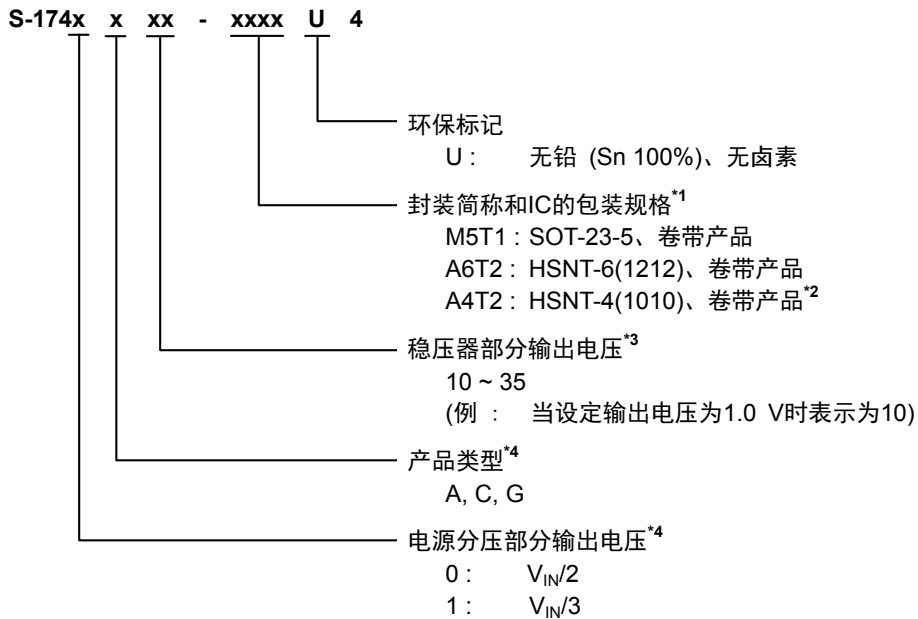 S-174x x xx - xxxx U 4
环保标记
U : 无铅 (Sn 100%)、无卤素
封装简称和IC的包装规格*1
M5T1 : SOT-23-5、卷带产品
A6T2 : HSNT-6(1212)、卷带产品
A4T2 : HSNT-4(1010)、卷带产品*2
稳压器部分输出电压*3
10 ~ 35
(例 : 当设定输出电压为1.0 V时表示为10)
产品类型*4
A, C, G
电源分压部分输出电压*4
0 : VIN/2
1 : VIN/3